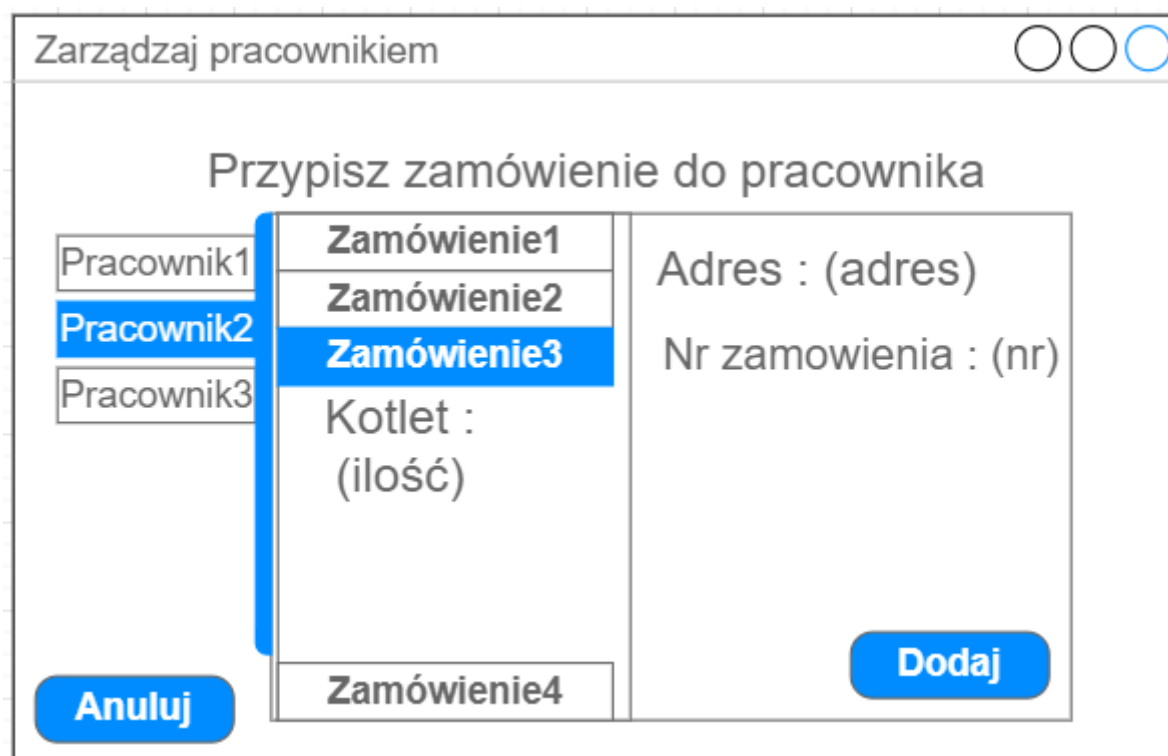 Zarządzaj pracownikiem
Przypisz zamówienie do pracownika
Pracownik1
Pracownik2
Pracownik3
Zamówienie1
Zamówienie2
Zamówienie3
Kotlet :
(ilość)
Zamówienie4
Adres : (adres)
Nr zamowienia : (nr)
Dodaj
Anuluj